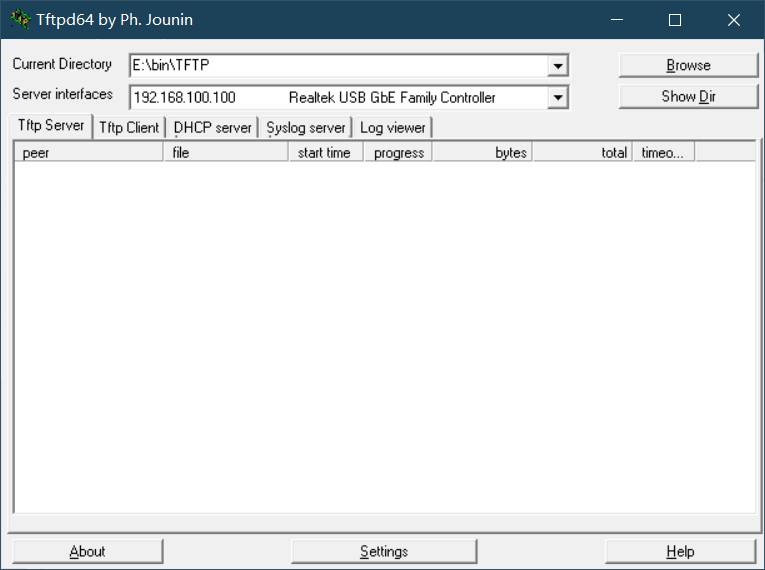 Tftpd64 by Ph. Jounin
Current Directory E:\bin\TFTP Browse
Server interfaces 192.168.100.100 Realtek USB GbE Family Controller Show Dir
Tftp Server Tftp Client DHCP server Syslog server Log viewer
peer file start time progress bytes total timeo...
About Settings Help